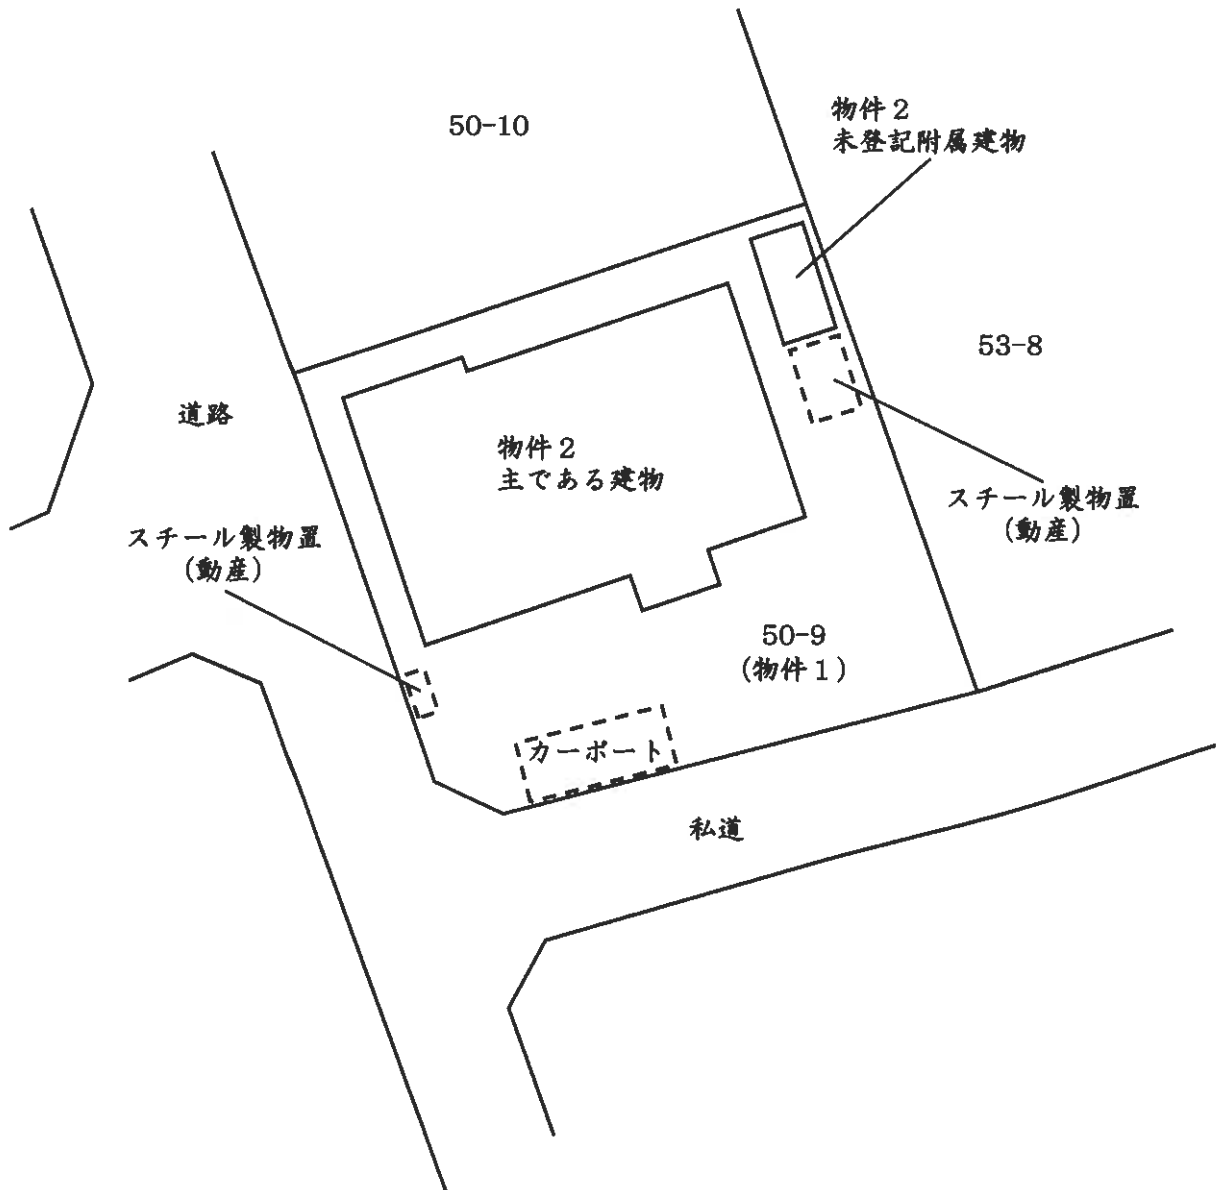 50-10
物件２
未登記附属建物
53-8
道路
物件２
主である建物
スチール製物置
(動産)
スチール製物置
(動産)
50-9
(物件１)
カーポート
私道